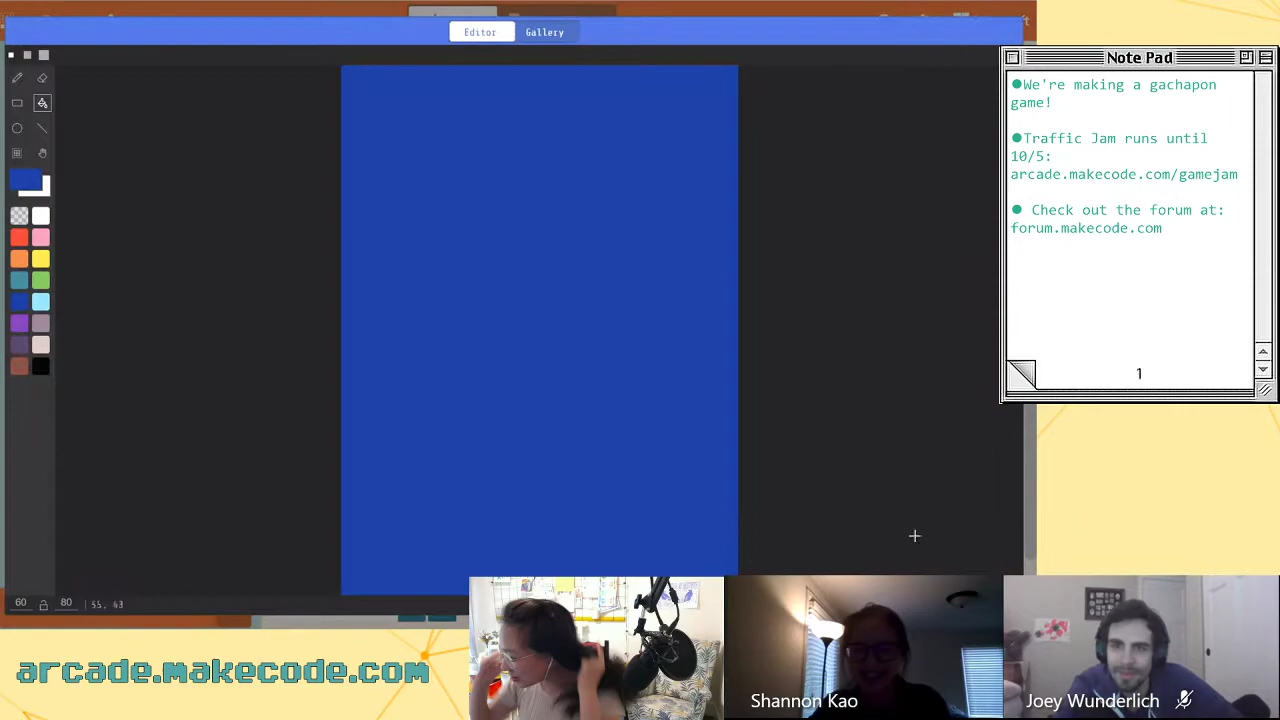 Editor
Gallery
Note Pad
●We're making a gachapon
game!
●Traffic Jam runs until
10/5:
arcade.makecode.com/gamejam
● Check out the forum at:
forum.makecode.com
1
60
80
55, 43
arcade.makecode.com
Shannon Kao
Joey Wunderlich